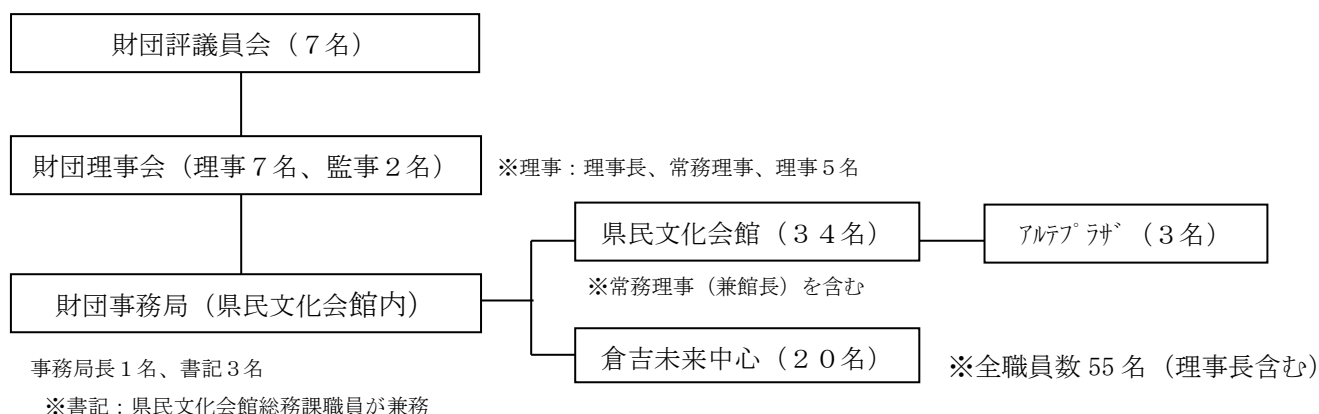 財団評議員会（７名）
財団理事会（理事７名、監事２名）
※理事：理事長、常務理事、理事５名
県民文化会館（３４名）
ｱﾙﾃﾌﾟﾗｻﾞ（３名）
※常務理事（兼館長）を含む
財団事務局（県民文化会館内）
倉吉未来中心（２０名）
※全職員数 55 名（理事長含む）
事務局長１名、書記３名
※書記：県民文化会館総務課職員が兼務